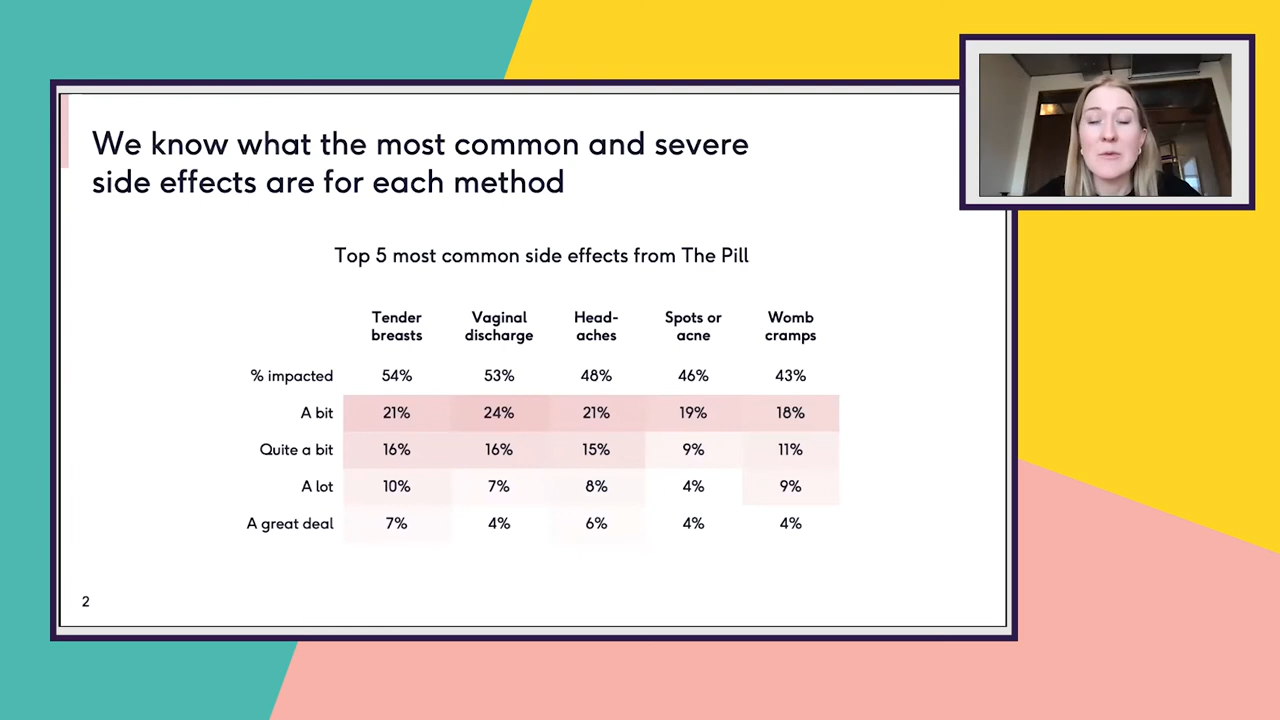 We know what the most common and severe
side effects are for each method
Top 5 most common side effects from The Pill
Tender breasts Vaginal discharge Head-aches Spots or acne Womb cramps
% impacted 54% 53% 48% 46% 43%
A bit 21% 24% 21% 19% 18%
Quite a bit 16% 16% 15% 9% 11%
A lot 10% 7% 8% 4% 9%
A great deal 7% 4% 6% 4% 4%
2